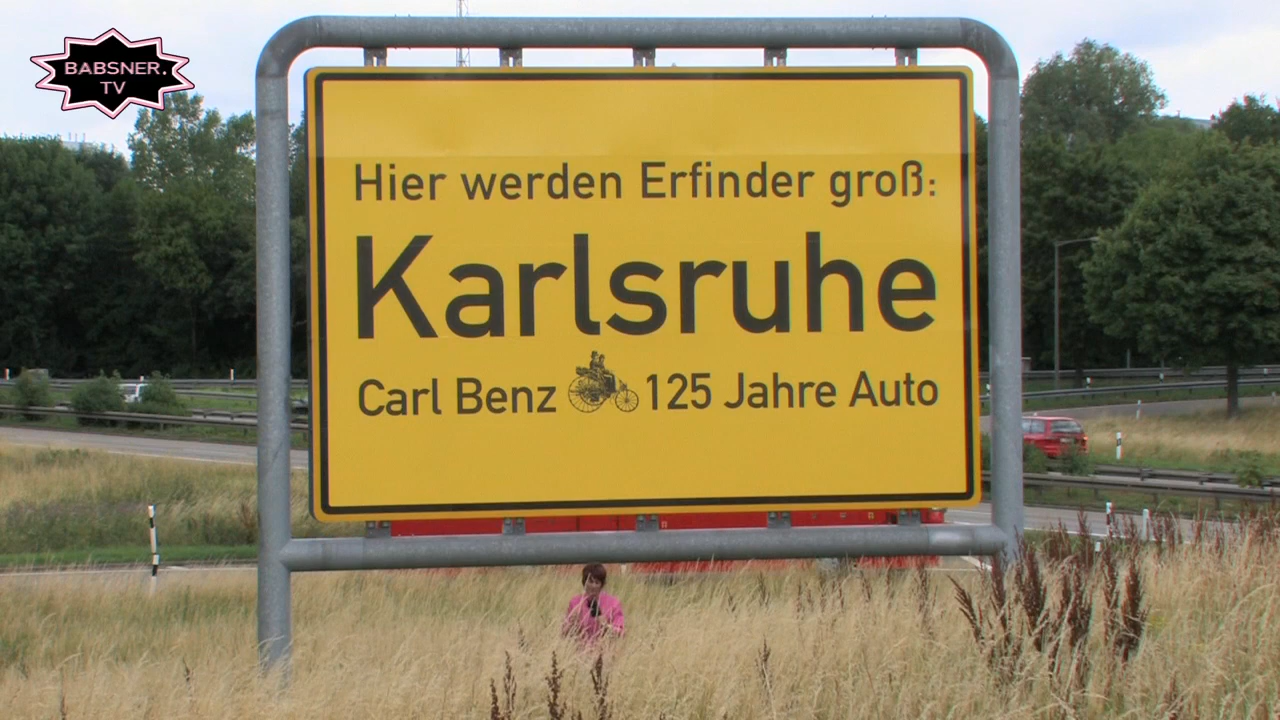 BABSNER.
TV
Hier werden Erfinder groß:
Karlsruhe
Carl Benz 125 Jahre Auto